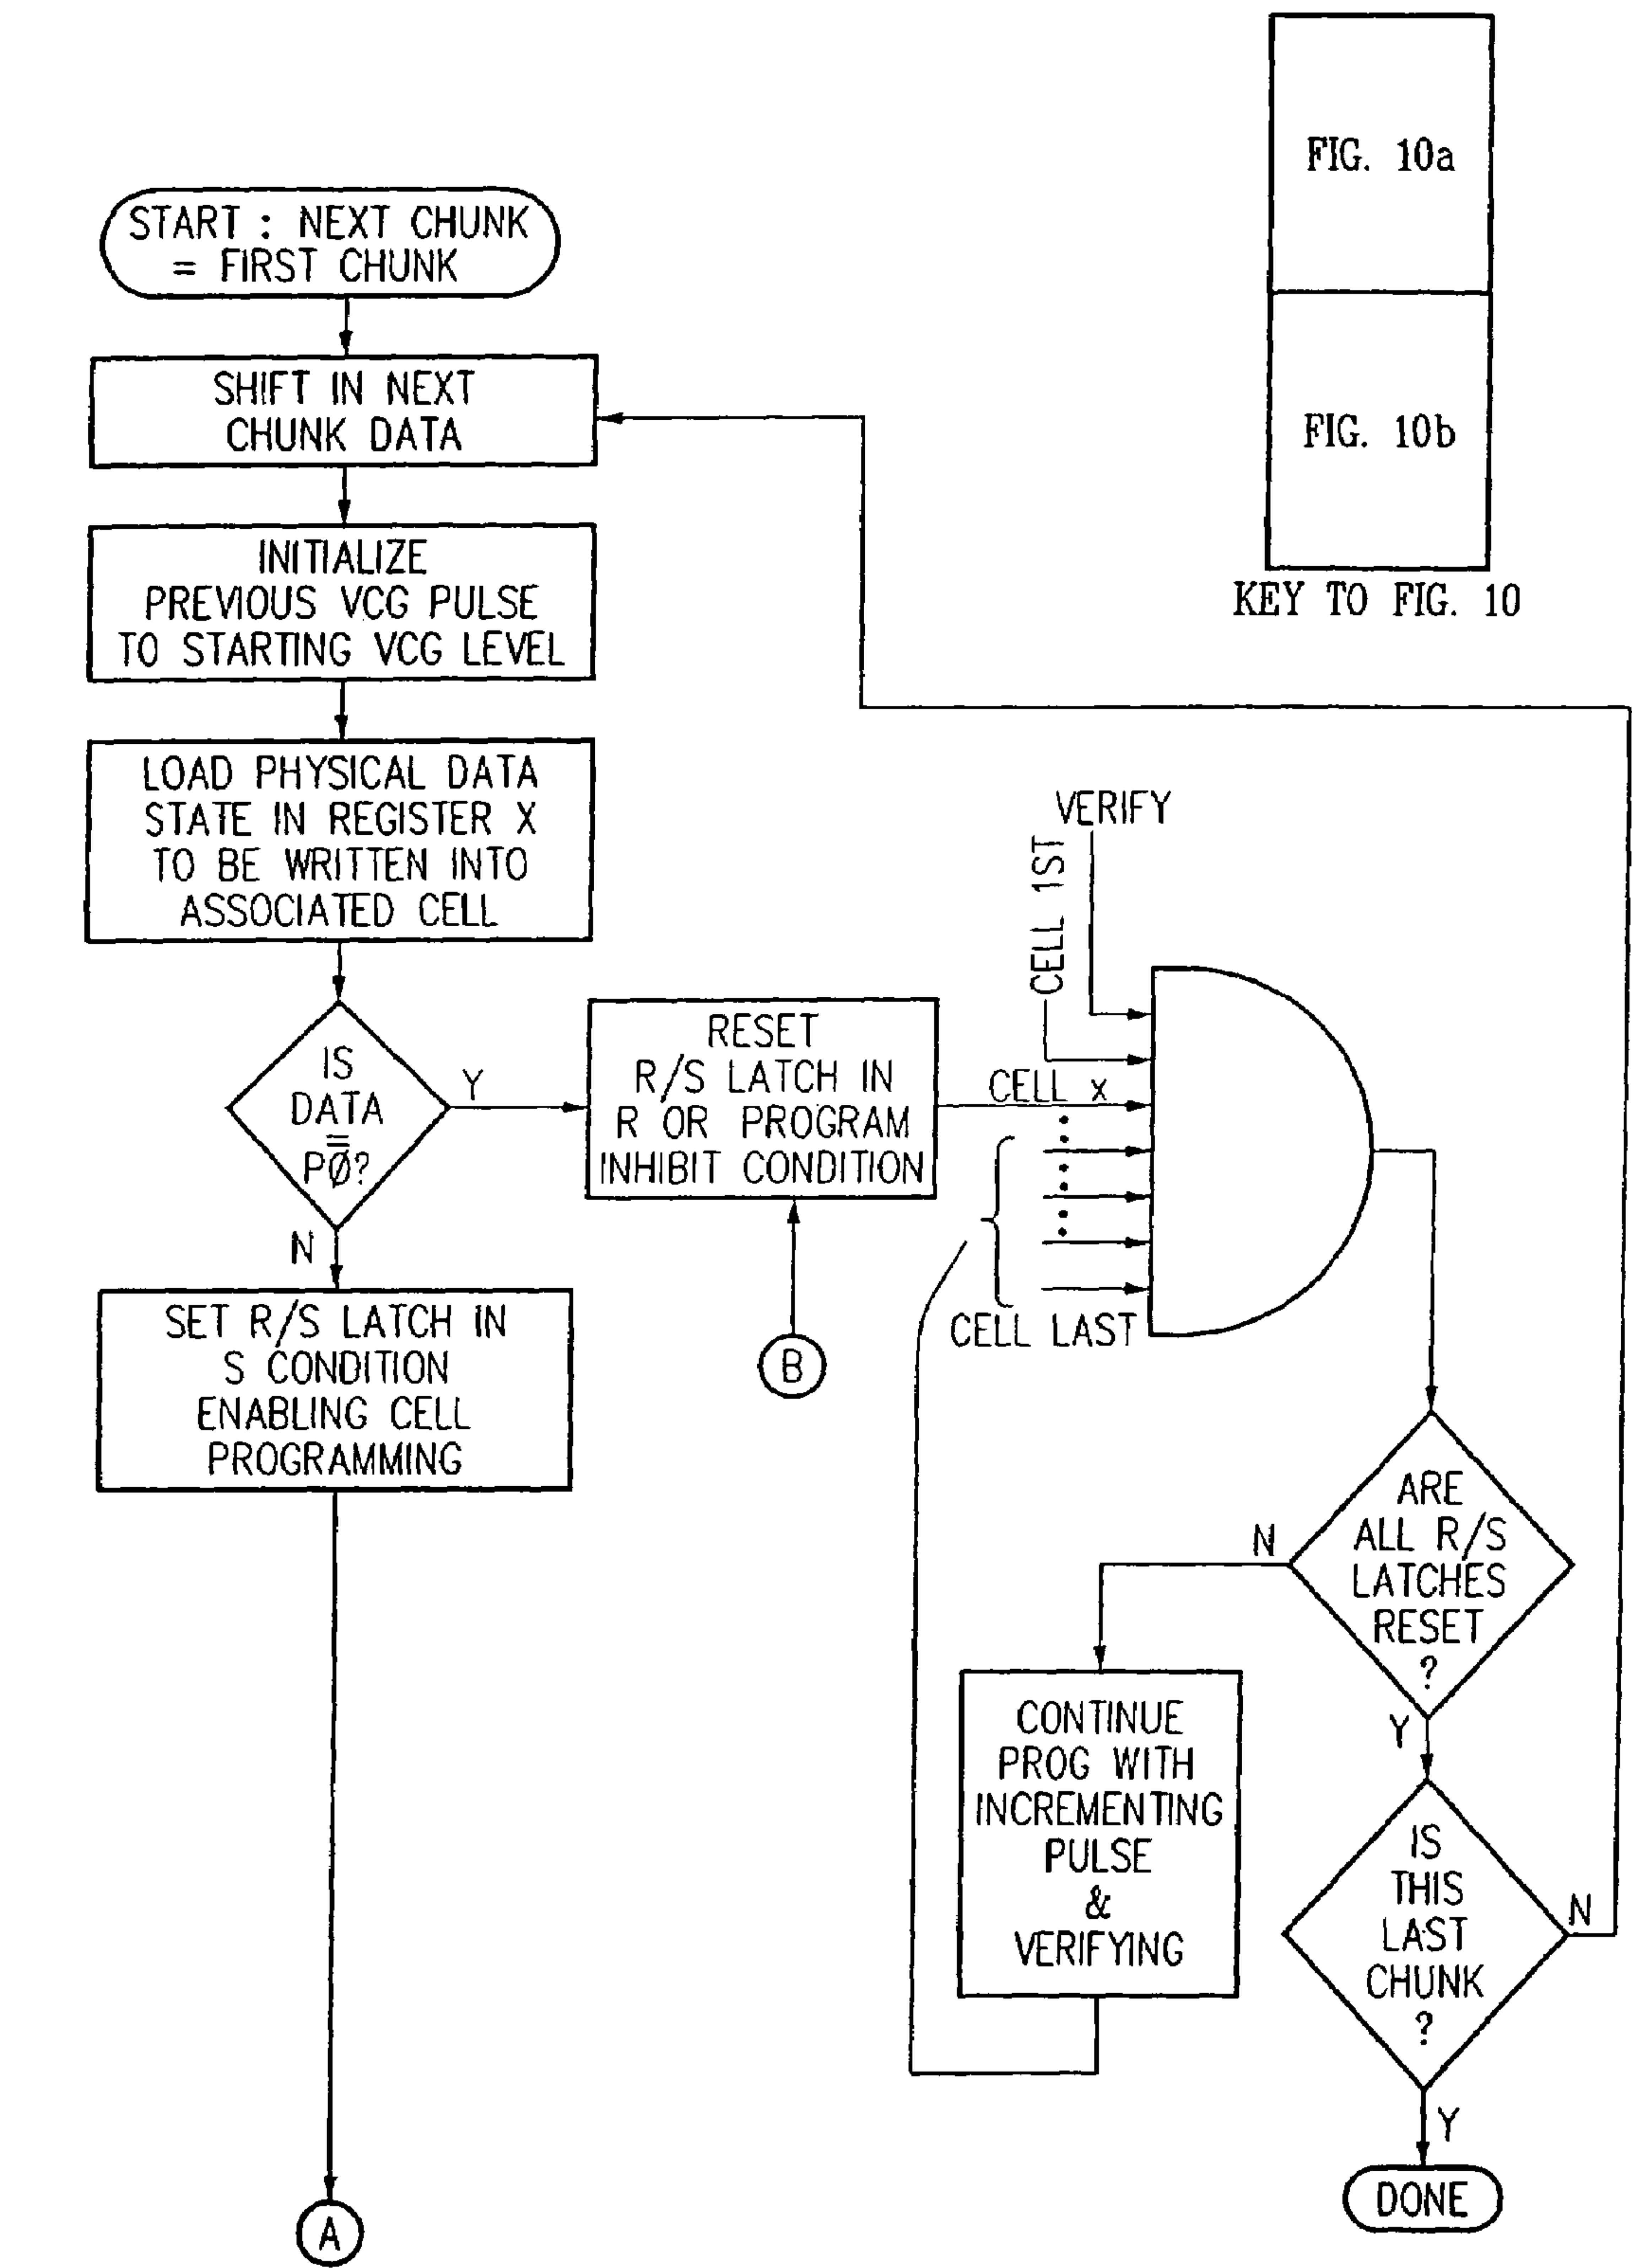 FIG. 10a
FIG. 10b
KEY TO FIG. 10
START : NEXT CHUNK
= FIRST CHUNK
SHIFT IN NEXT
CHUNK DATA
INITIALIZE
PREVIOUS VCG PULSE
TO STARTING VCG LEVEL
LOAD PHYSICAL DATA
STATE IN REGISTER X
TO BE WRITTEN INTO
ASSOCIATED CELL
IS
DATA
=
PØ?
Y
N
RESET
R/S LATCH IN
R OR PROGRAM
INHIBIT CONDITION
B
SET R/S LATCH IN
S CONDITION
ENABLING CELL
PROGRAMMING
A
VERIFY
CELL 1ST
CELL x
CELL LAST
ARE
ALL R/S
LATCHES
RESET
?
N
Y
CONTINUE
PROG WITH
INCREMENTING
PULSE
&
VERIFYING
IS
THIS
LAST
CHUNK
?
N
Y
DONE